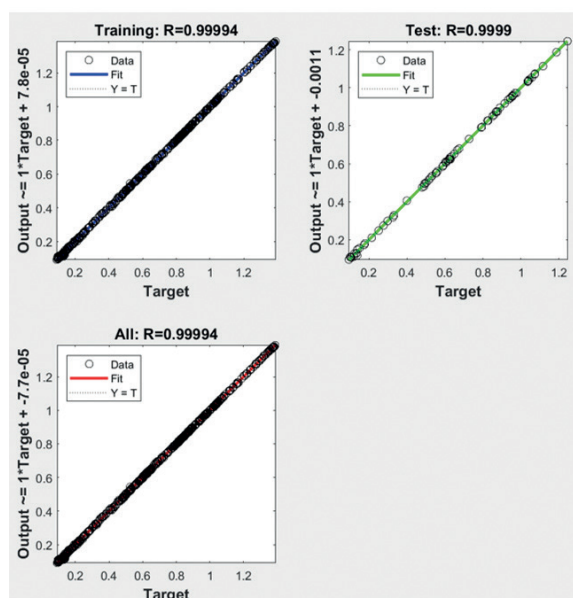 Training: R=0.99994
Output ~= 1*Target + 7.8e-05
Data
Fit
Y = T
1.2
1
0.8
0.6
0.4
0.2
0.2 0.4 0.6 0.8 1 1.2
Target
Test: R=0.9999
Output ~= 1*Target + -0.0011
Data
Fit
Y = T
1.2
1
0.8
0.6
0.4
0.2
0.2 0.4 0.6 0.8 1 1.2
Target
All: R=0.99994
Output ~= 1*Target + -7.7e-05
Data
Fit
Y = T
1.2
1
0.8
0.6
0.4
0.2
0.2 0.4 0.6 0.8 1 1.2
Target